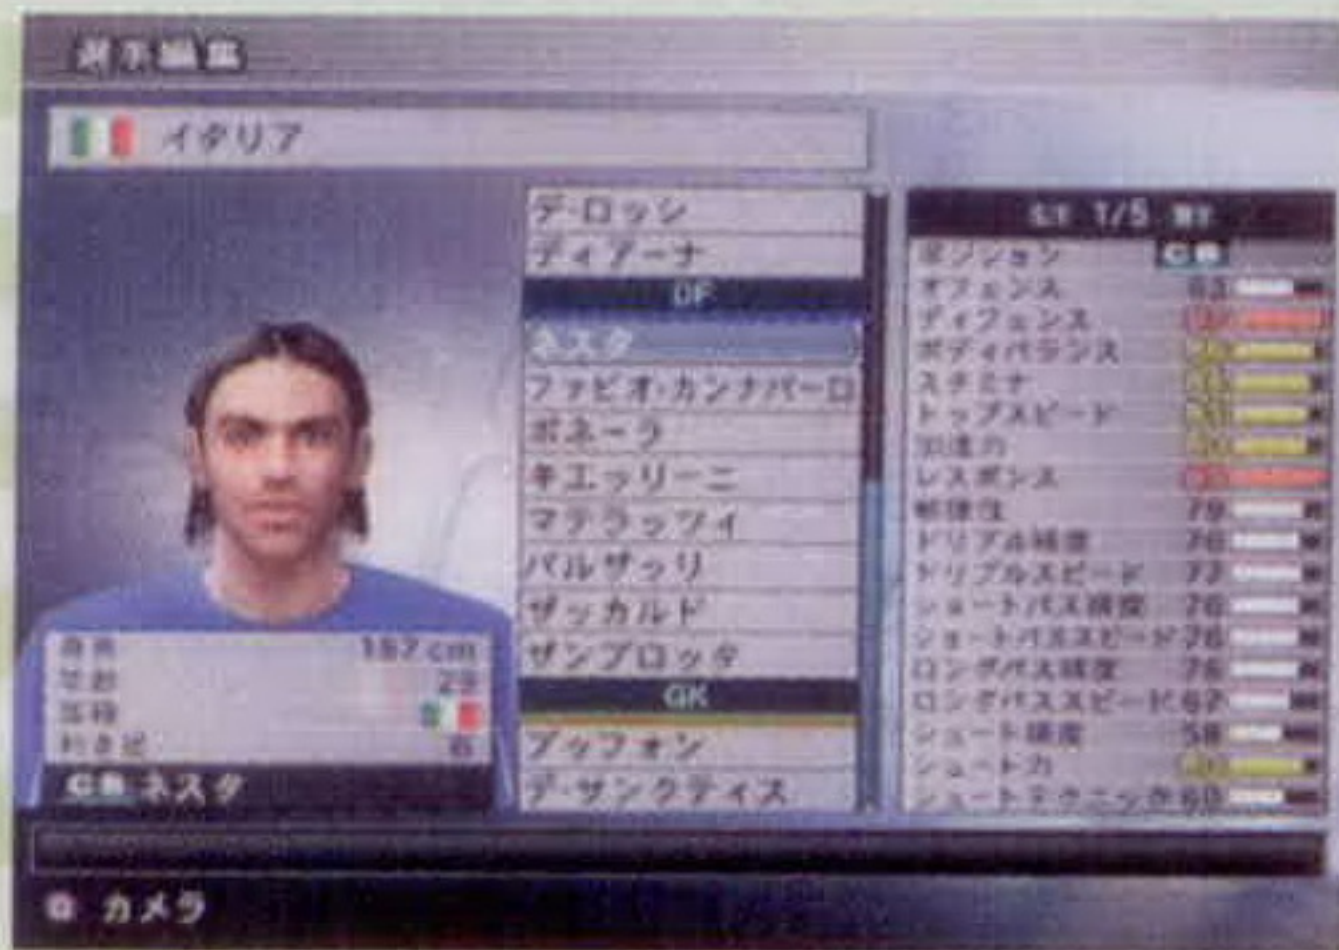 選手編集
イタリア
デ・ロッシ
ディアーナ
DF
ネスタ
ファビオ・カンナバーロ
ボネーラ
キエッリーニ
マテラッツィ
バルザッリ
ザッカルド
ザンブロッタ
GK
ブッフォン
デ・サンクティス
身長 187cm
年齢 29
国籍
利き足 右
CB ネスタ
1/5
ポジション CB
オフェンス
ディフェンス
ボディバランス
スタミナ
トップスピード
加速力
レスポンス
敏捷性 79
ドリブル精度 76
ドリブルスピード 77
ショートパス精度 76
ショートパススピード 76
ロングパス精度 75
ロングパススピード 67
シュート精度 58
シュート力
シュートテクニック 60
カメラ